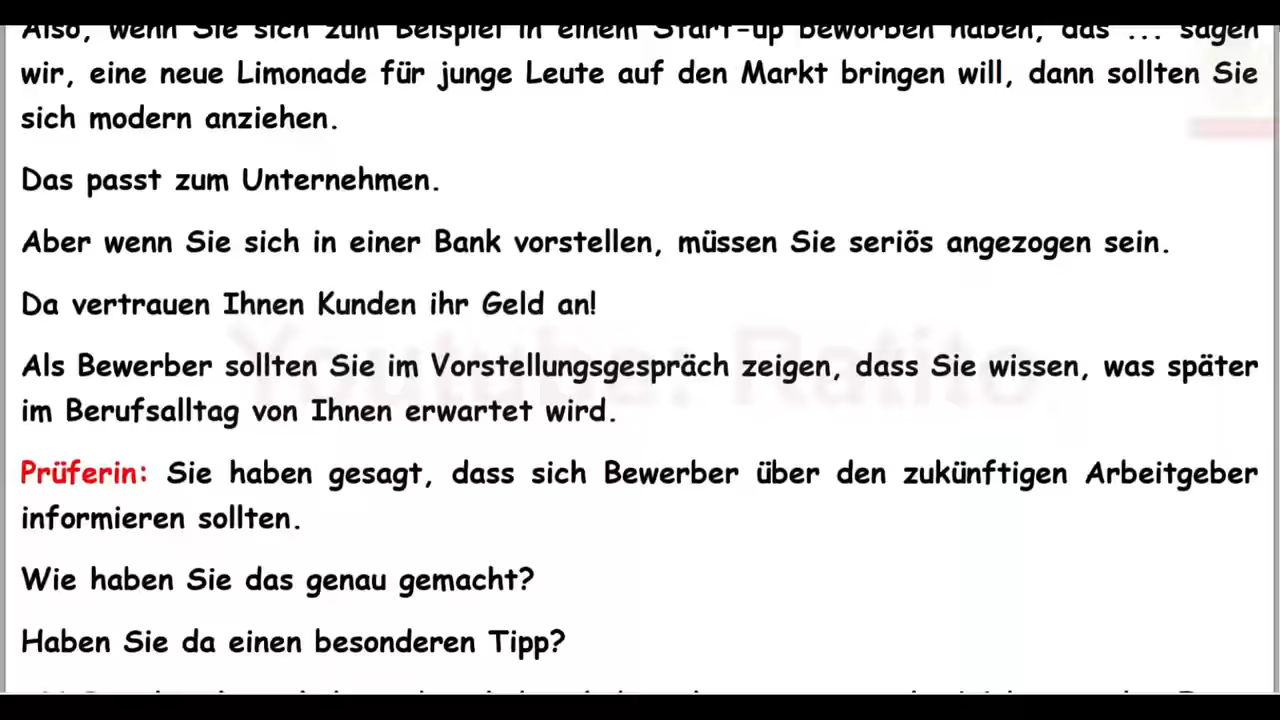 Also, wenn Sie sich zum Beispiel in einem Start-up beworben haben, das ... sagen
wir, eine neue Limonade für junge Leute auf den Markt bringen will, dann sollten Sie
sich modern anziehen.
Das passt zum Unternehmen.
Aber wenn Sie sich in einer Bank vorstellen, müssen Sie seriös angezogen sein.
Da vertrauen Ihnen Kunden ihr Geld an!
Youtube: Ratito
Als Bewerber sollten Sie im Vorstellungsgespräch zeigen, dass Sie wissen, was später
im Berufsalltag von Ihnen erwartet wird.
Prüferin: Sie haben gesagt, dass sich Bewerber über den zukünftigen Arbeitgeber
informieren sollten.
Wie haben Sie das genau gemacht?
Haben Sie da einen besonderen Tipp?